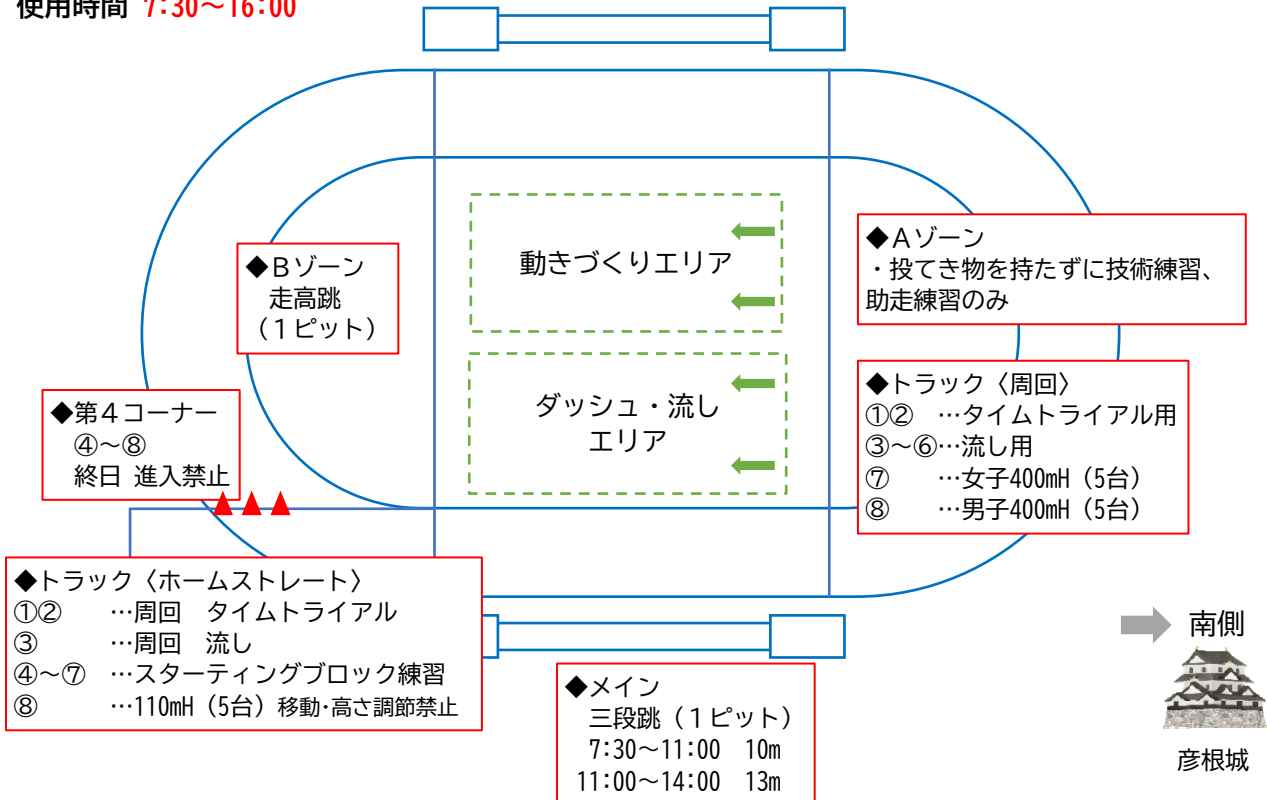 使用時間 7:30～16:00
動きづくりエリア
◆Aゾーン
・投てき物を持たずに技術練習、
助走練習のみ
◆Bゾーン
走高跳
（1ピット）
ダッシュ・流し
エリア
◆トラック〈周回〉
①② …タイムトライアル用
③～⑥…流し用
⑦ …女子400mH（5台）
⑧ …男子400mH（5台）
◆第4コーナー
④～⑧
終日 進入禁止
◆トラック〈ホームストレート〉
①② …周回 タイムトライアル
③ …周回 流し
④～⑦ …スターティングブロック練習
⑧ …110mH（5台）移動・高さ調節禁止
◆メイン
三段跳（1ピット）
7:30～11:00 10m
11:00～14:00 13m
南側
彦根城